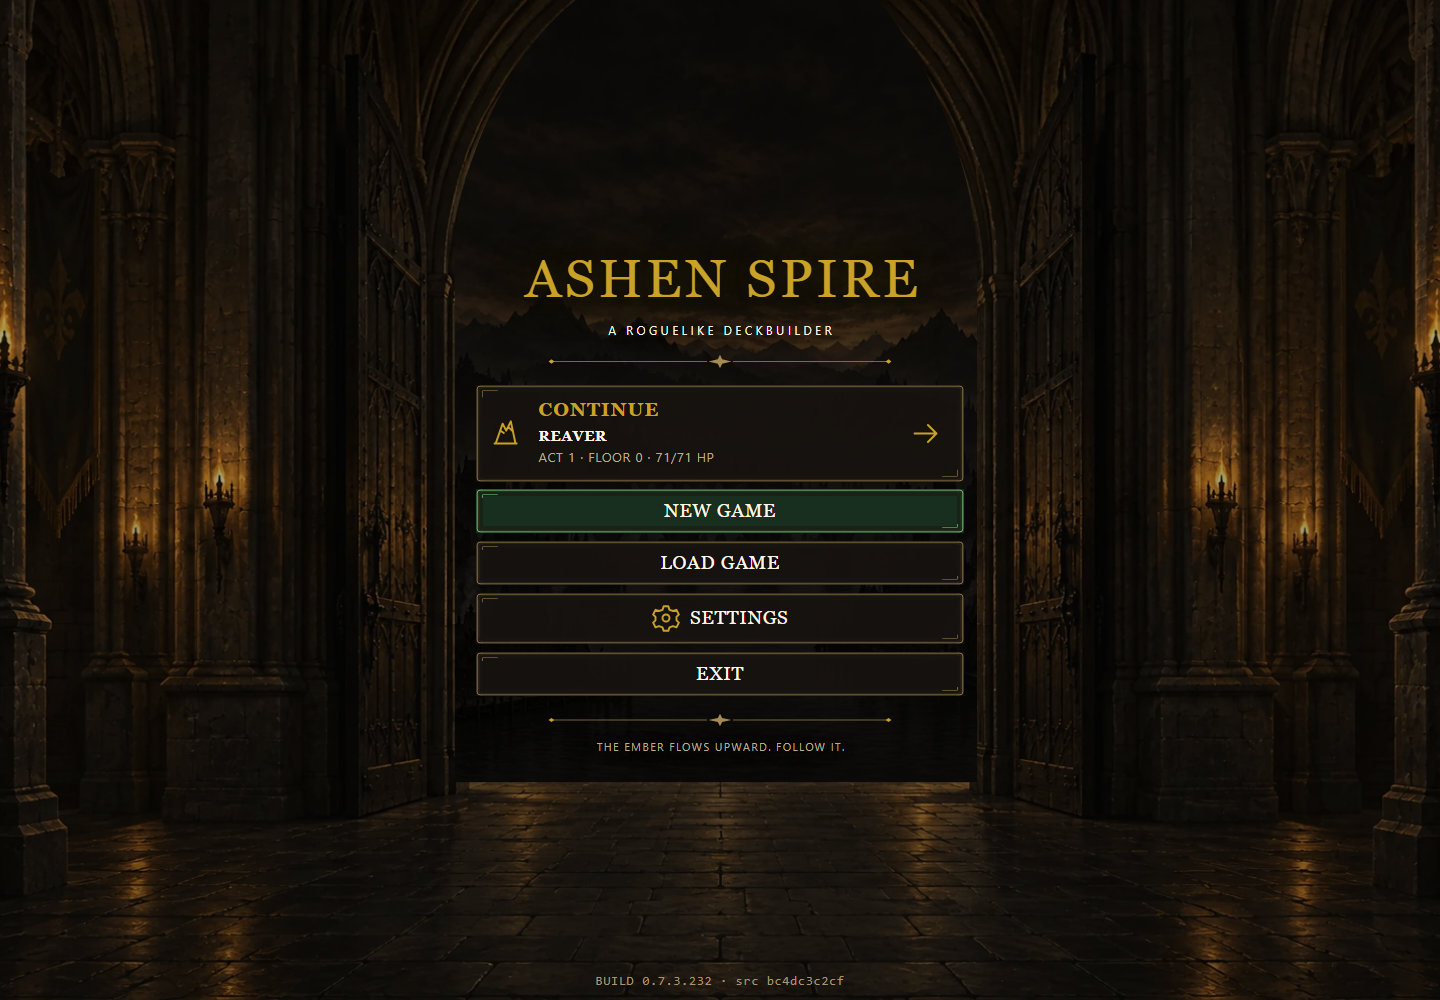 ASHEN SPIRE
A ROGUELIKE DECKBUILDER
CONTINUE
REAVER
ACT 1 · FLOOR 0 · 71/71 HP
NEW GAME
LOAD GAME
SETTINGS
EXIT
THE EMBER FLOWS UPWARD. FOLLOW IT.
BUILD 0.7.3.232 · src bc4dc3c2cf